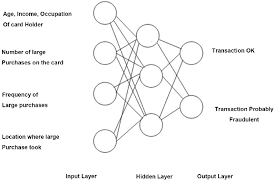 Age, Income, Occupation
Of card Holder
Number of large
Purchases on the card
Frequency of
Large purchases
Location where large
Purchase took
Transaction OK
Transaction Probably
Fraudulent
Input Layer
Hidden Layer
Output Layer